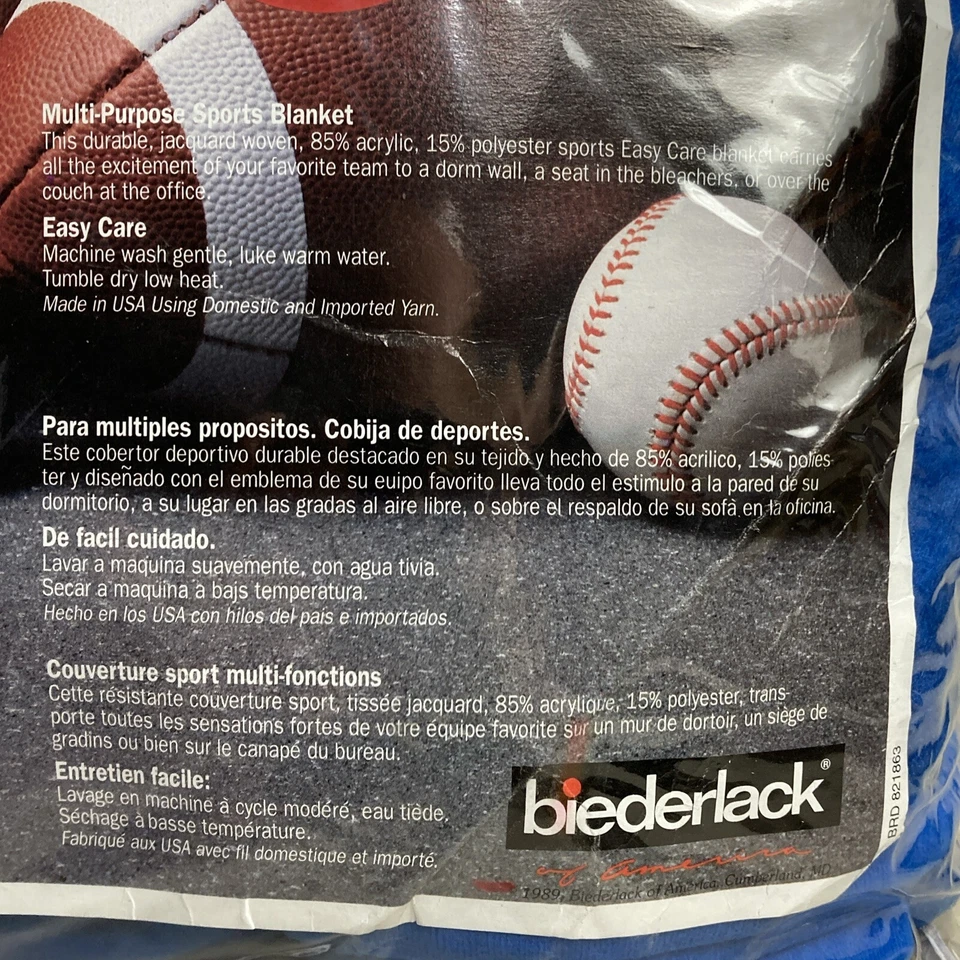 Multi-Purpose Sports Blanket
This durable, jacquard woven, 85% acrylic, 15% polyester sports Easy Care blanket carries
all the excitement of your favorite team to a dorm wall, a seat in the bleachers, or over the
couch at the office.
Easy Care
Machine wash gentle, luke warm water.
Tumble dry low heat.
Made in USA Using Domestic and Imported Yarn.
Para multiples propositos. Cobija de deportes.
Este cobertor deportivo durable destacado en su tejido y hecho de 85% acrilico, 15% polies-
ter y diseñado con el emblema de su euipo favorito lleva todo el estimulo a la pared de su
dormitorio, a su lugar en las gradas al aire libre, o sobre el respaldo de su sofà en la oficina.
De facil cuidado.
Lavar a maquina suavemente, con agua tivia.
Secar a maquina a bajs temperatura.
Hecho en los USA con hilos del pais e importados.
Couverture sport multi-fonctions
Cette résistante couverture sport, tissée jacquard, 85% acrylique, 15% polyester, trans-
porte toutes les sensations fortes de votre équipe favorite sur un mur de dortoir, un siège de
gradins ou bien sur le canapé du bureau.
Entretien facile:
Lavage en machine à cycle modéré, eau tiède.
Séchage à basse température.
Fabriqué aux USA avec fil domestique et importé.
biederlack®
of America
1989, Biederlack of America, Cumberland, MD
BRD 821863